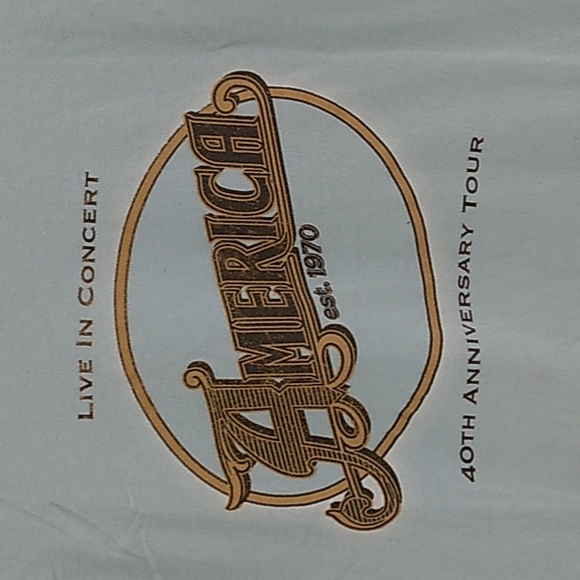 LIVE IN CONCERT
AMERICA
est. 1970
40TH ANNIVERSARY TOUR